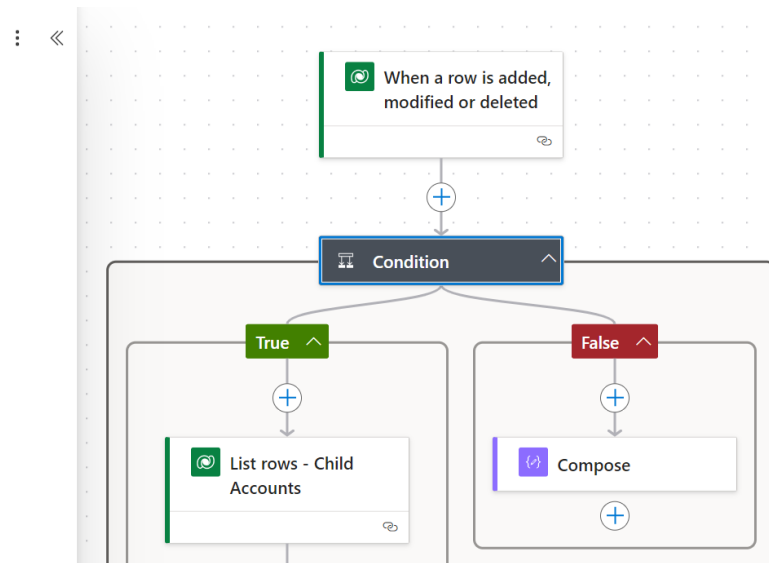 When a row is added,
modified or deleted
Condition
True
False
List rows - Child
Accounts
Compose